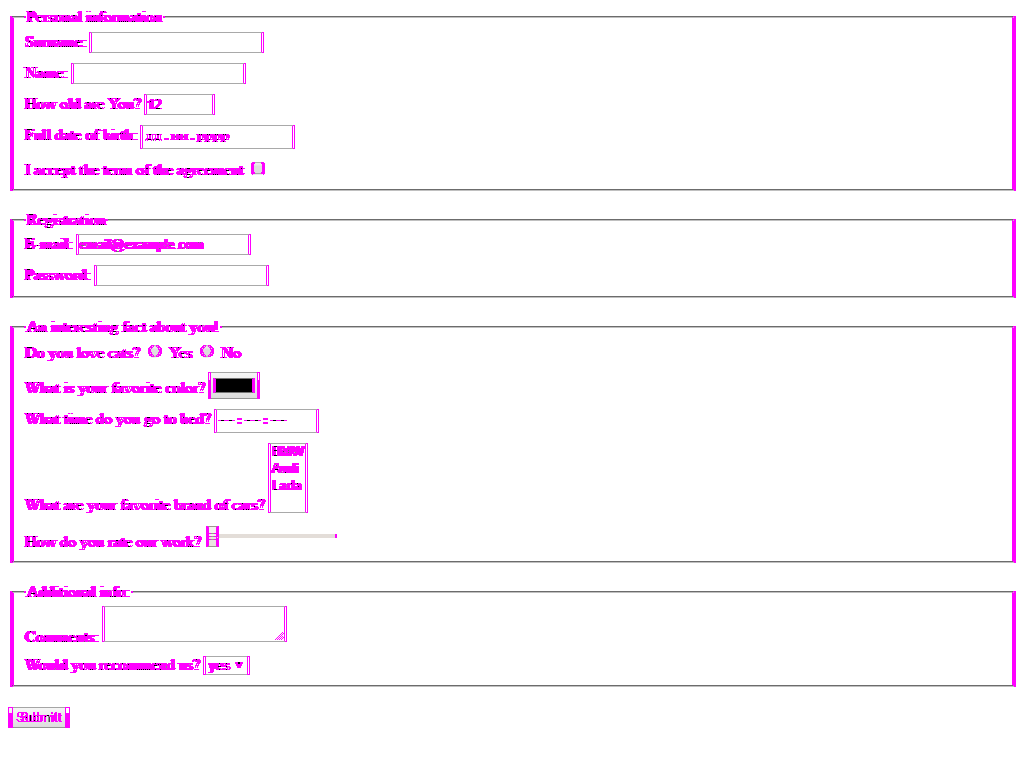 Personal information
Surname:
Name:
How old are You? 12
Full date of birth: дд.мм.гггг
I accept the term of the agreement
Registration
E-mail: email@example.com
Password:
An interesting fact about you!
Do you love cats? Yes No
What is your favorite color?
What time do you go to bed? --:--:--
BMW
Audi
Lada
What are your favorite brand of cars?
How do you rate our work?
Additional info:
Comments:
Would you recommend us? yes